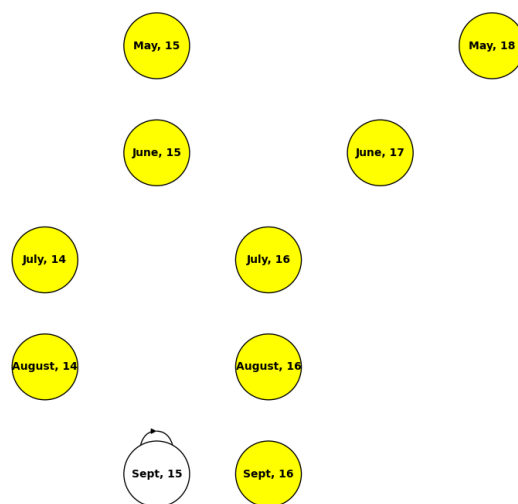 May, 15
May, 18
June, 15
June, 17
July, 14
July, 16
August, 14
August, 16
Sept, 15
Sept, 16